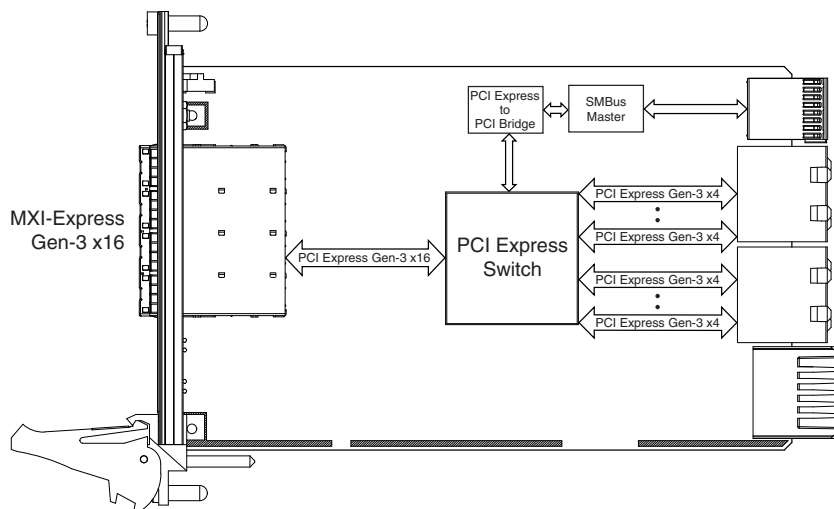 PCI Express
to
PCI Bridge
SMBus
Master
MXI-Express
Gen-3 x16
PCI Express Gen-3 x16
PCI Express
Switch
PCI Express Gen-3 x4
PCI Express Gen-3 x4
PCI Express Gen-3 x4
PCI Express Gen-3 x4